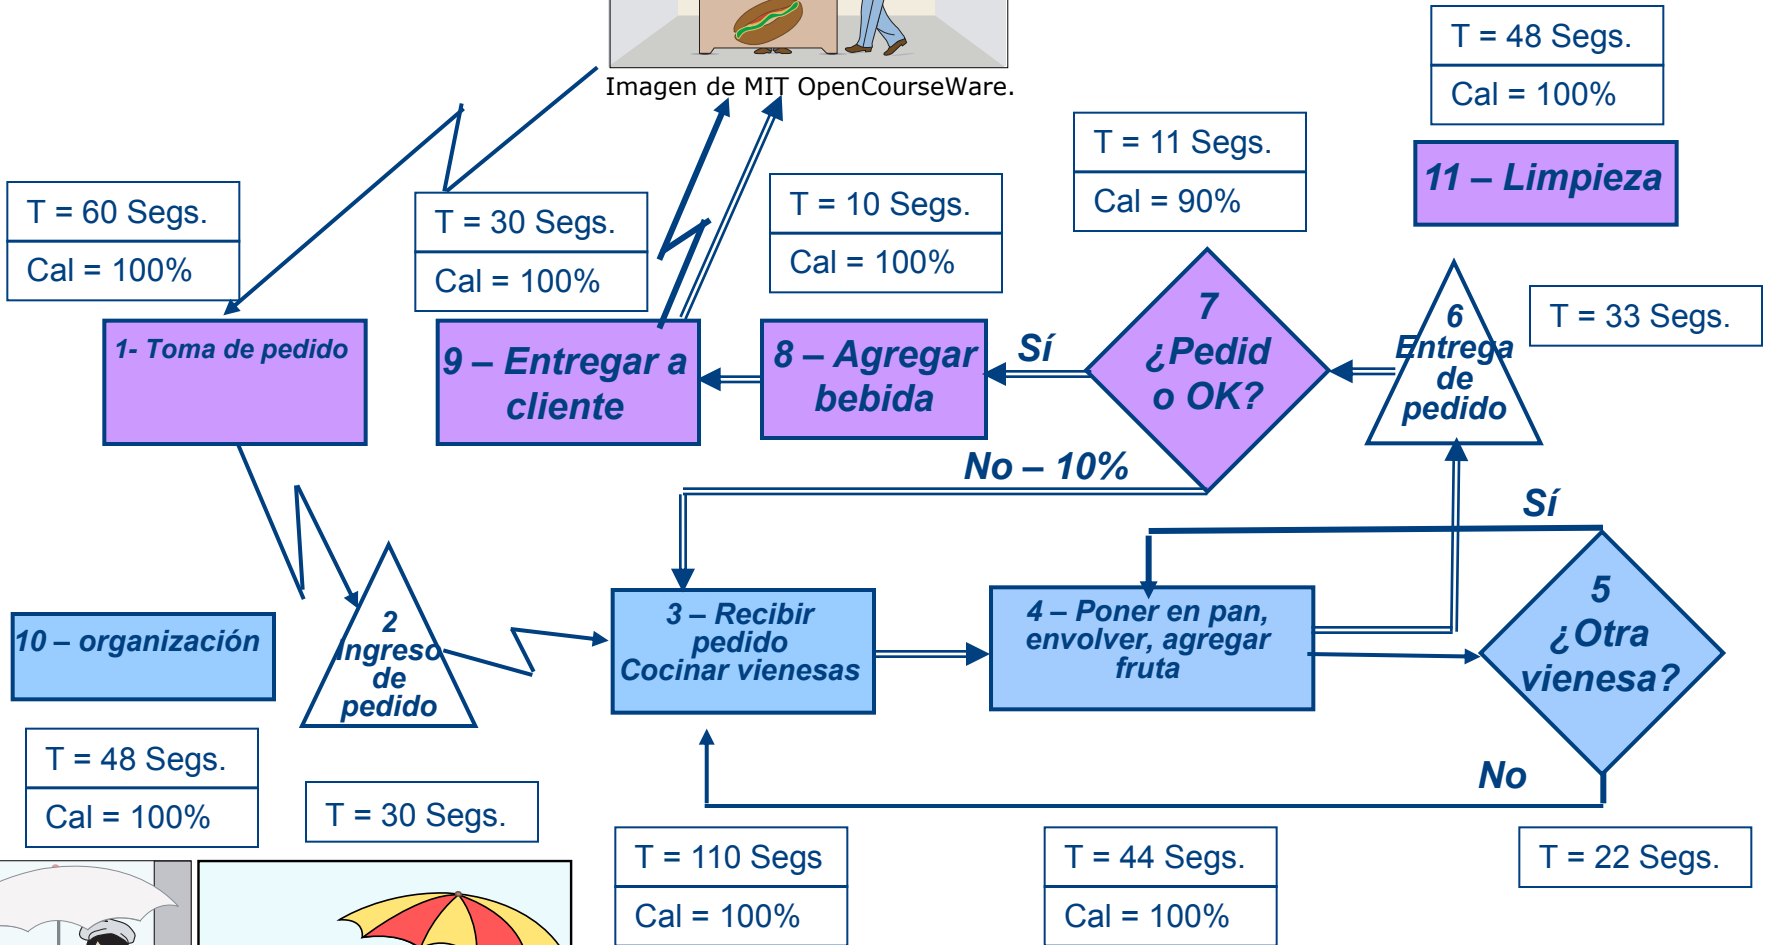 Imagen de MIT OpenCourseWare.
T = 48 Segs.
Cal = 100%
11 – Limpieza
T = 11 Segs.
Cal = 90%
T = 10 Segs.
Cal = 100%
T = 30 Segs.
Cal = 100%
T = 60 Segs.
Cal = 100%
1- Toma de pedido
9 – Entregar a
cliente
8 – Agregar
bebida
Sí
7
¿Pedid
o OK?
6
Entrega
de
pedido
T = 33 Segs.
No – 10%
Sí
10 – organización
2
Ingreso
de
pedido
3 – Recibir
pedido
Cocinar vienesas
4 – Poner en pan,
envolver, agregar
fruta
5
¿Otra
vienesa?
No
T = 48 Segs.
Cal = 100%
T = 30 Segs.
T = 110 Segs
Cal = 100%
T = 44 Segs.
Cal = 100%
T = 22 Segs.